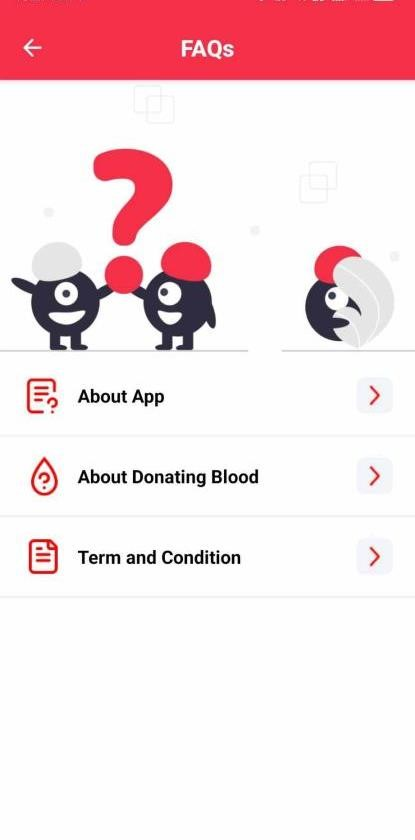 FAQs
?
About App
About Donating Blood
Term and Condition